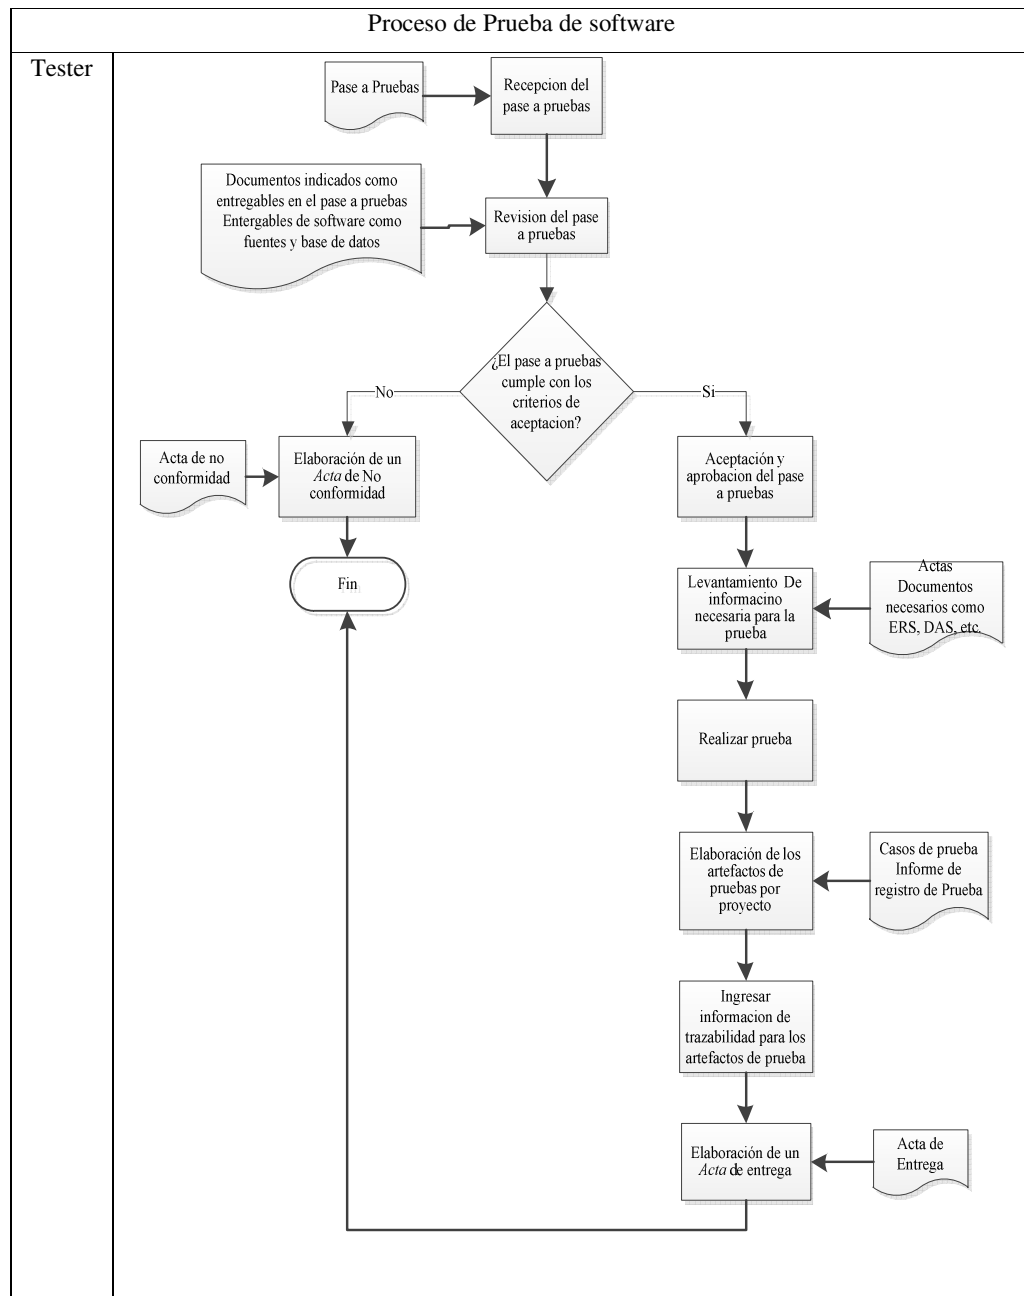 Proceso de Prueba de software
Tester
Pase a Pruebas
Recepcion del
pase a pruebas
Documentos indicados como
entregables en el pase a pruebas
Entergables de software como
fuentes y base de datos
Revision del pase
a pruebas
¿El pase a pruebas
cumple con los
criterios de
aceptacion?
No
Si
Acta de no
conformidad
Elaboración de un
Acta de No
conformidad
Aceptación y
aprobacion del pase
a pruebas
Fin
Levantamiento De
informacino
necesaria para la
prueba
Actas
Documentos
necesarios como
ERS, DAS, etc.
Realizar prueba
Elaboración de los
artefactos de
pruebas por
proyecto
Casos de prueba
Informe de
registro de Prueba
Ingresar
informacion de
trazabilidad para los
artefactos de prueba
Elaboración de un
Acta de entrega
Acta de
Entrega